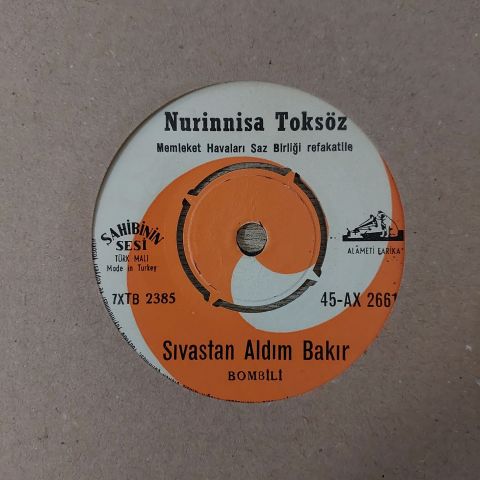 Nurinnisa Toksöz
Memleket Havaları Saz Birliği refakatile
SAHİBİNİN
SESİ
TÜRK MALI
Made in Turkey
ALÂMETİ FARİKA
7XTB 2385
45-AX 2661
Sıvastan Aldım Bakır
BOMBİLİ